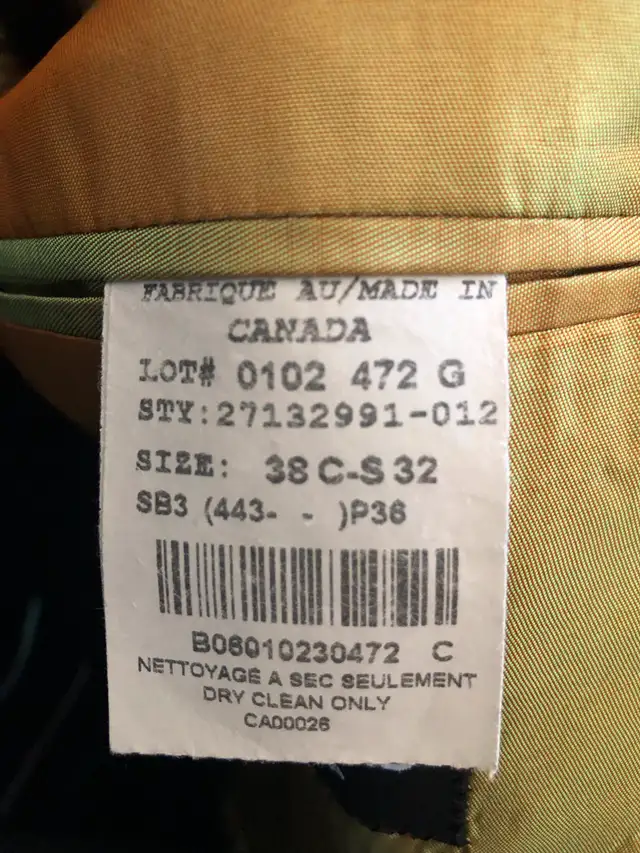 FABRIQUE AU/MADE IN
CANADA
LOT# 0102 472 G
STY:27132991-012
SIZE: 38 C-S 32
SB3 (443- - )P36
B06010230472 C
NETTOYAGE A SEC SEULEMENT
DRY CLEAN ONLY
CA00026